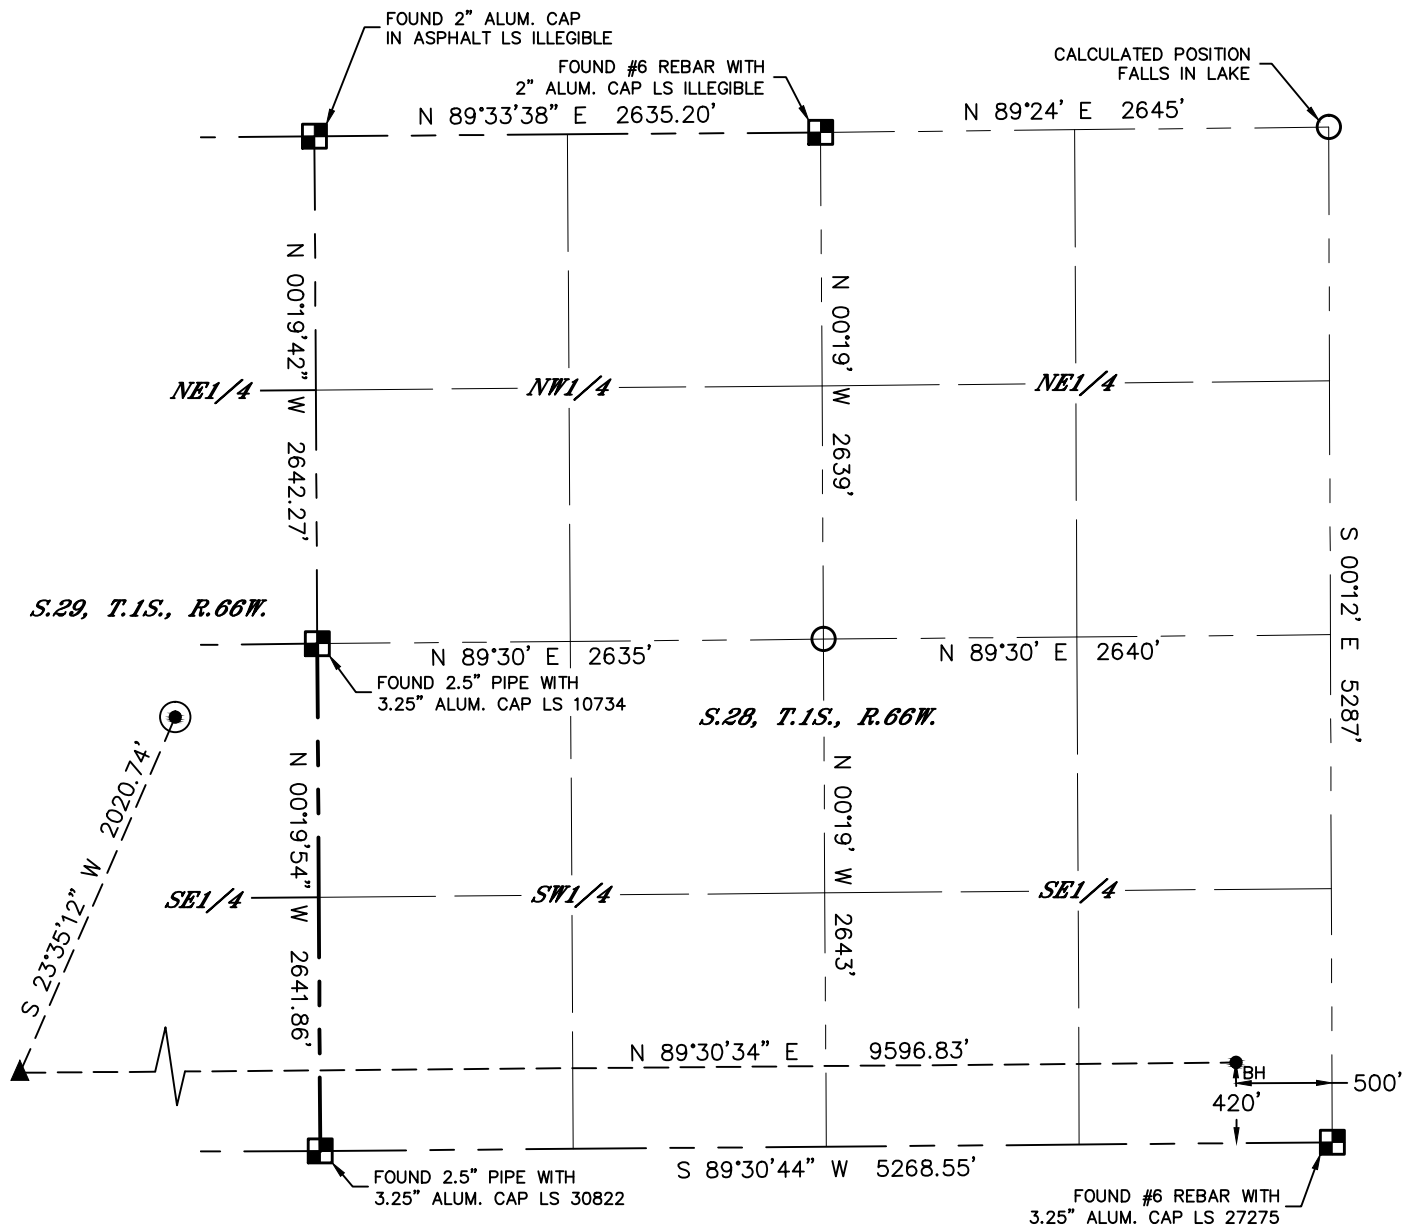 FOUND 2" ALUM. CAP
IN ASPHALT LS ILLEGIBLE
FOUND #6 REBAR WITH
2" ALUM. CAP LS ILLEGIBLE
CALCULATED POSITION
FALLS IN LAKE
N 89°33'38" E 2635.20'
N 89°24' E 2645'
N 00°19'42" W 2642.27'
N 00°19' W 2639'
NE1/4
NW1/4
NE1/4
S 00°12' E 5287'
S.29, T.1S., R.66W.
N 89°30' E 2635'
N 89°30' E 2640'
FOUND 2.5" PIPE WITH
3.25" ALUM. CAP LS 10734
S.28, T.1S., R.66W.
S 23°35'12" W 2020.74'
N 00°19'54" W 2641.86'
N 00°19' W 2643'
SE1/4
SW1/4
SE1/4
N 89°30'34" E 9596.83'
BH
500'
420'
S 89°30'44" W 5268.55'
FOUND 2.5" PIPE WITH
3.25" ALUM. CAP LS 30822
FOUND #6 REBAR WITH
3.25" ALUM. CAP LS 27275